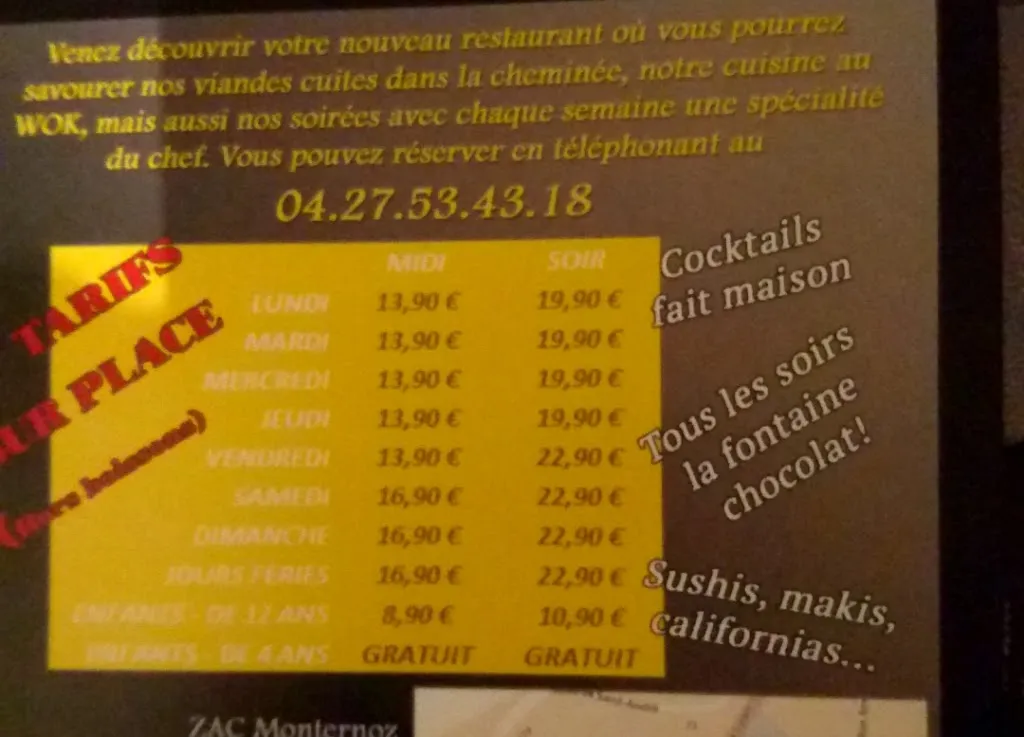 Venez découvrir votre nouveau restaurant où vous pourrez
savourer nos viandes cuites dans la cheminée, notre cuisine au
WOK, mais aussi nos soirées avec chaque semaine une spécialité
du chef. Vous pouvez réserver en téléphonant au
04.27.53.43.18
TARIFS
SUR PLACE
(Hors boissons)
MIDI SOIR
LUNDI 13,90 € 19,90 €
MARDI 13,90 € 19,90 €
MERCREDI 13,90 € 19,90 €
JEUDI 13,90 € 19,90 €
VENDREDI 13,90 € 22,90 €
SAMEDI 16,90 € 22,90 €
DIMANCHE 16,90 € 22,90 €
JOURS FERIES 16,90 € 22,90 €
ENFANTS - DE 12 ANS 8,90 € 10,90 €
ENFANTS - DE 4 ANS GRATUIT GRATUIT
Cocktails
fait maison
Tous les soirs
la fontaine
chocolat!
Sushis, makis,
californias...
ZAC Monternoz